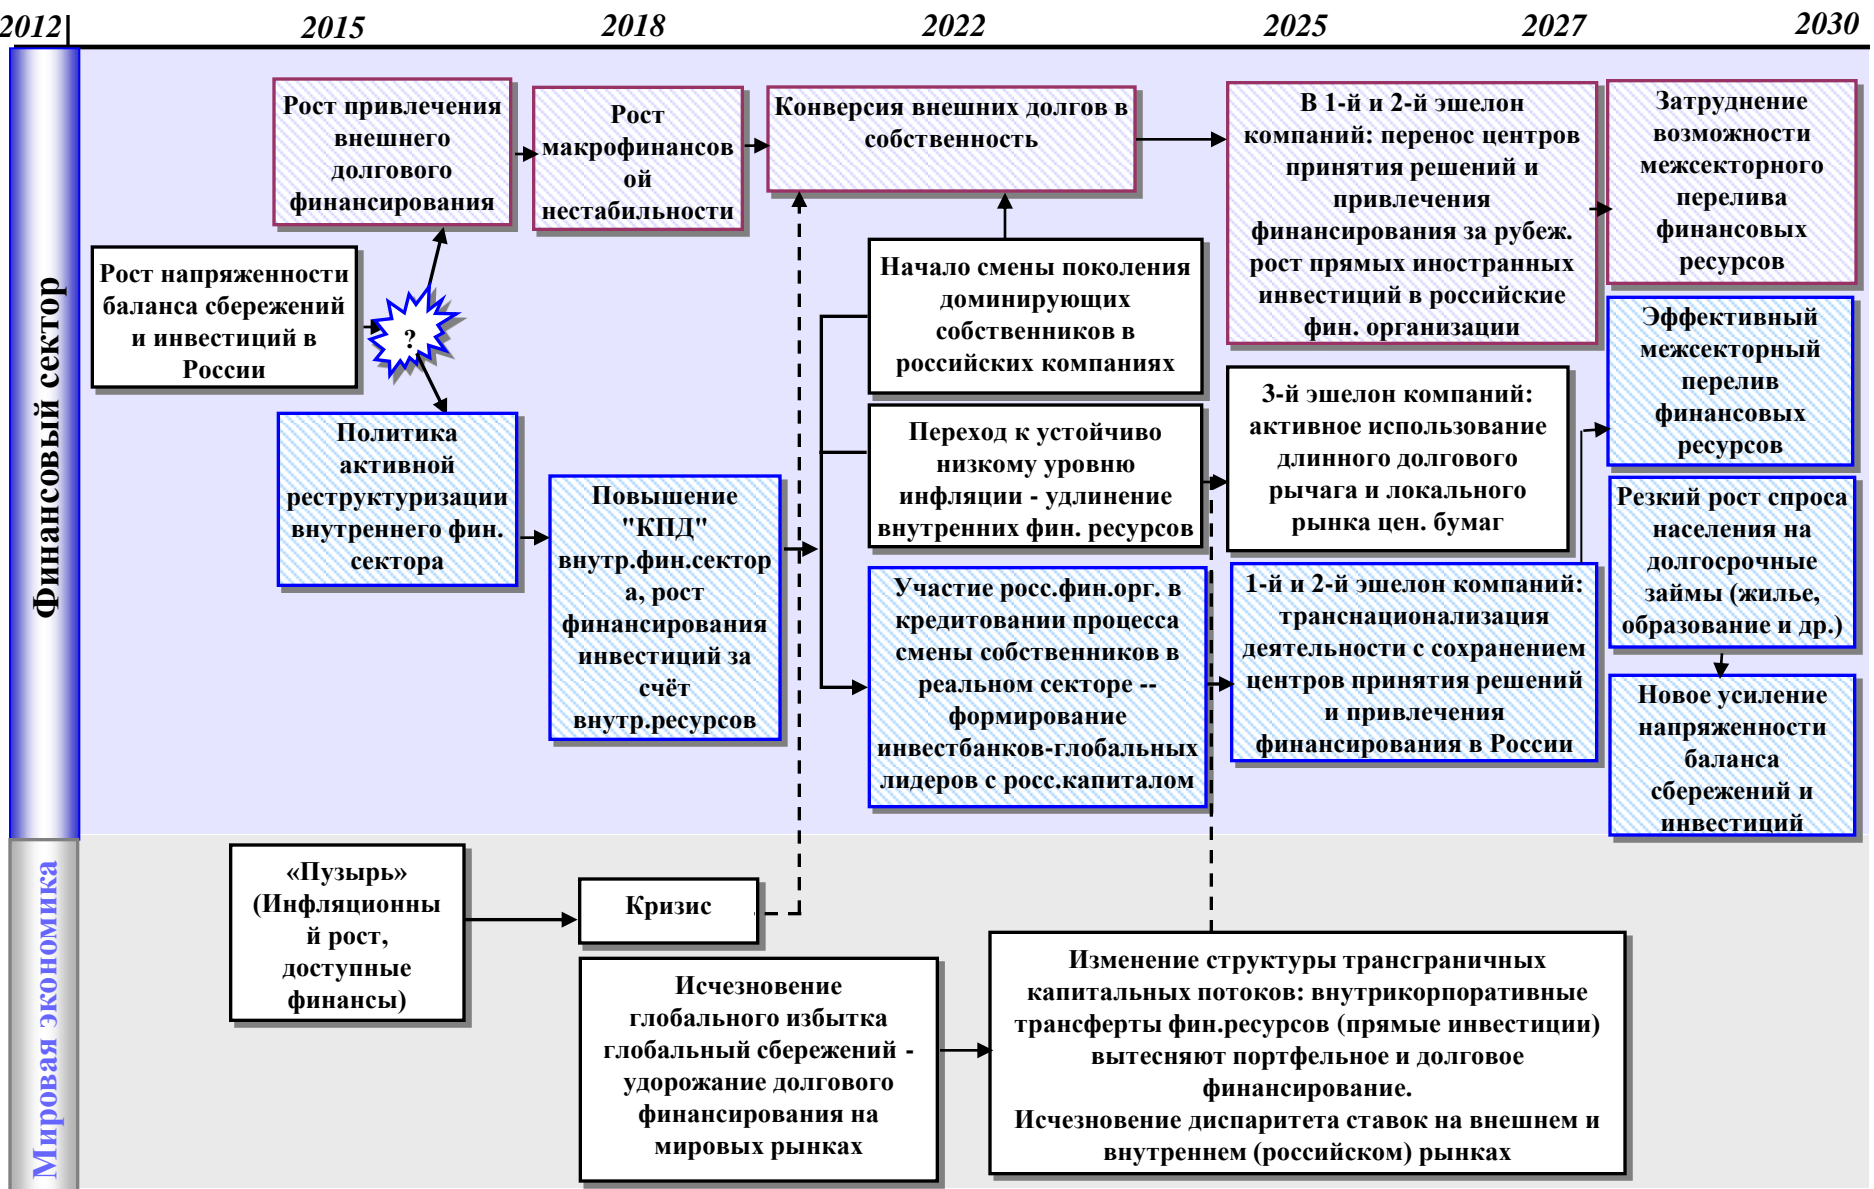 2012
2015
2018
2022
2025
2027
2030
Финансовый сектор
Рост привлечения
внешнего
долгового
финансирования
Рост
макрофинансов
ой
нестабильности
Конверсия внешних долгов в
собственность
В 1-й и 2-й эшелон
компаний: перенос центров
принятия решений и
привлечения
финансирования за рубеж.
рост прямых иностранных
инвестиций в российские
фин. организации
Затруднение
возможности
межсекторного
перелива
финансовых
ресурсов
Рост напряженности
баланса сбережений
и инвестиций в
России
?
Начало смены поколения
доминирующих
собственников в
российских компаниях
Эффективный
межсекторный
перелив
финансовых
ресурсов
Политика
активной
реструктуризации
внутреннего фин.
сектора
Повышение
"КПД"
внутр.фин.сектор
а, рост
финансирования
инвестиций за
счёт
внутр.ресурсов
Переход к устойчиво
низкому уровню
инфляции - удлинение
внутренних фин. ресурсов
3-й эшелон компаний:
активное использование
длинного долгового
рычага и локального
рынка цен. бумаг
Резкий рост спроса
населения на
долгосрочные
займы (жилье,
образование и др.)
Участие росс.фин.орг. в
кредитовании процесса
смены собственников в
реальном секторе --
формирование
инвестбанков-глобальных
лидеров с росс.капиталом
1-й и 2-й эшелон компаний:
транснационализация
деятельности с сохранением
центров принятия решений
и привлечения
финансирования в России
Новое усиление
напряженности
баланса
сбережений и
инвестиций
Мировая экономика
«Пузырь»
(Инфляционны
й рост,
доступные
финансы)
Кризис
Исчезновение
глобального избытка
глобальный сбережений -
удорожание долгового
финансирования на
мировых рынках
Изменение структуры трансграничных
капитальных потоков: внутрикорпоративные
трансферты фин.ресурсов (прямые инвестиции)
вытесняют портфельное и долговое
финансирование.
Исчезновение диспаритета ставок на внешнем и
внутреннем (российском) рынках